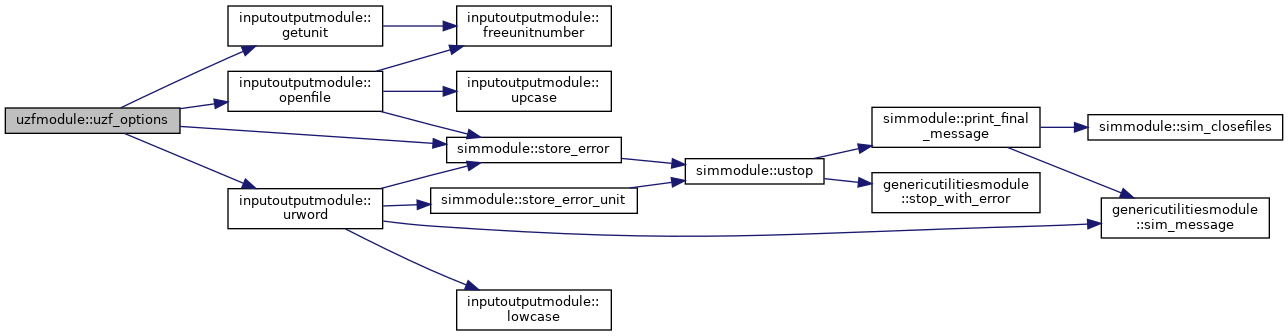 uzfmodule::uzf_options
inputoutputmodule::
getunit
inputoutputmodule::
openfile
inputoutputmodule::
urword
inputoutputmodule::
freeunitnumber
inputoutputmodule::
upcase
simmodule::store_error
simmodule::store_error_unit
inputoutputmodule::
lowcase
simmodule::ustop
simmodule::print_final
_message
genericutilitiesmodule
::stop_with_error
simmodule::sim_closefiles
genericutilitiesmodule
::sim_message